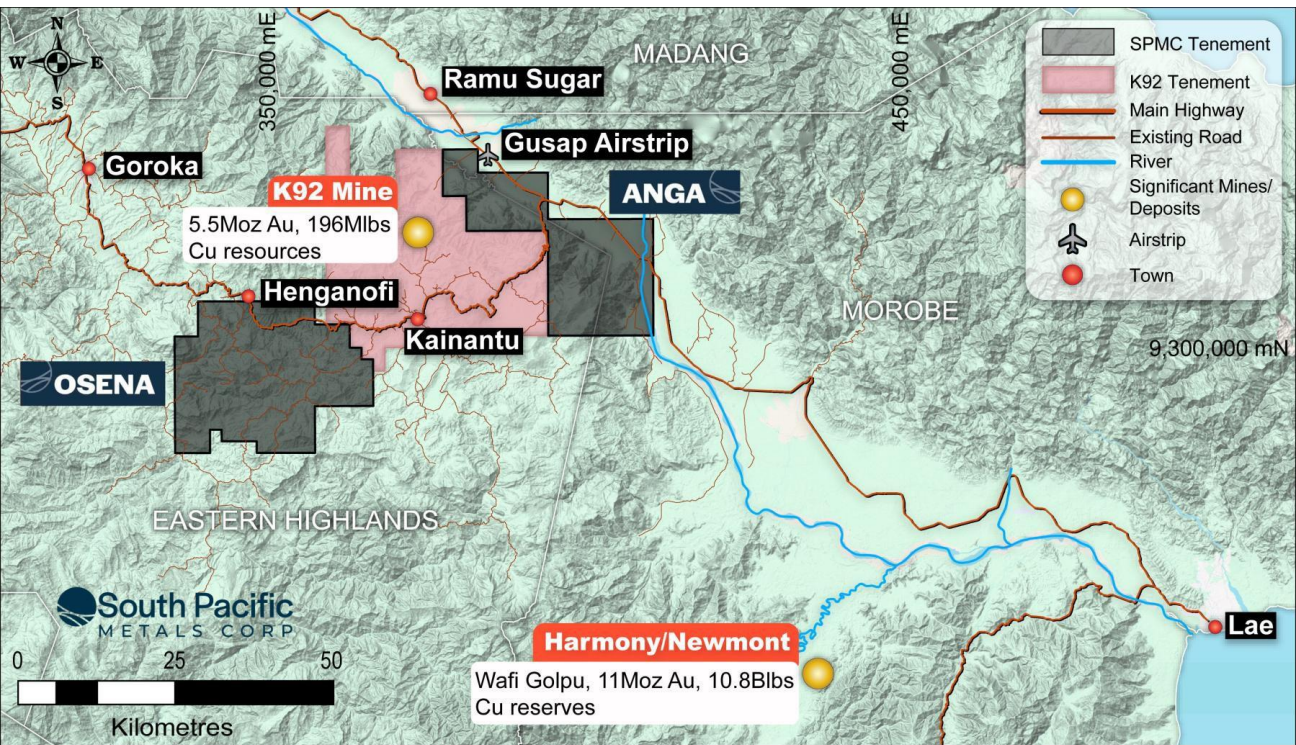 N
W E
S
350,000 mE
450,000 mE
MADANG
Ramu Sugar
Gusap Airstrip
Goroka
K92 Mine
5.5Moz Au, 196Mlbs
Cu resources
ANGA
Henganofi
Kainantu
MOROBE
9,300,000 mN
OSENA
EASTERN HIGHLANDS
SPMC Tenement
K92 Tenement
Main Highway
Existing Road
River
Significant Mines/
Deposits
Airstrip
Town
South Pacific
METALS CORP
0 25 50
Kilometres
Harmony/Newmont
Wafi Golpu, 11Moz Au, 10.8Blbs
Cu reserves
Lae